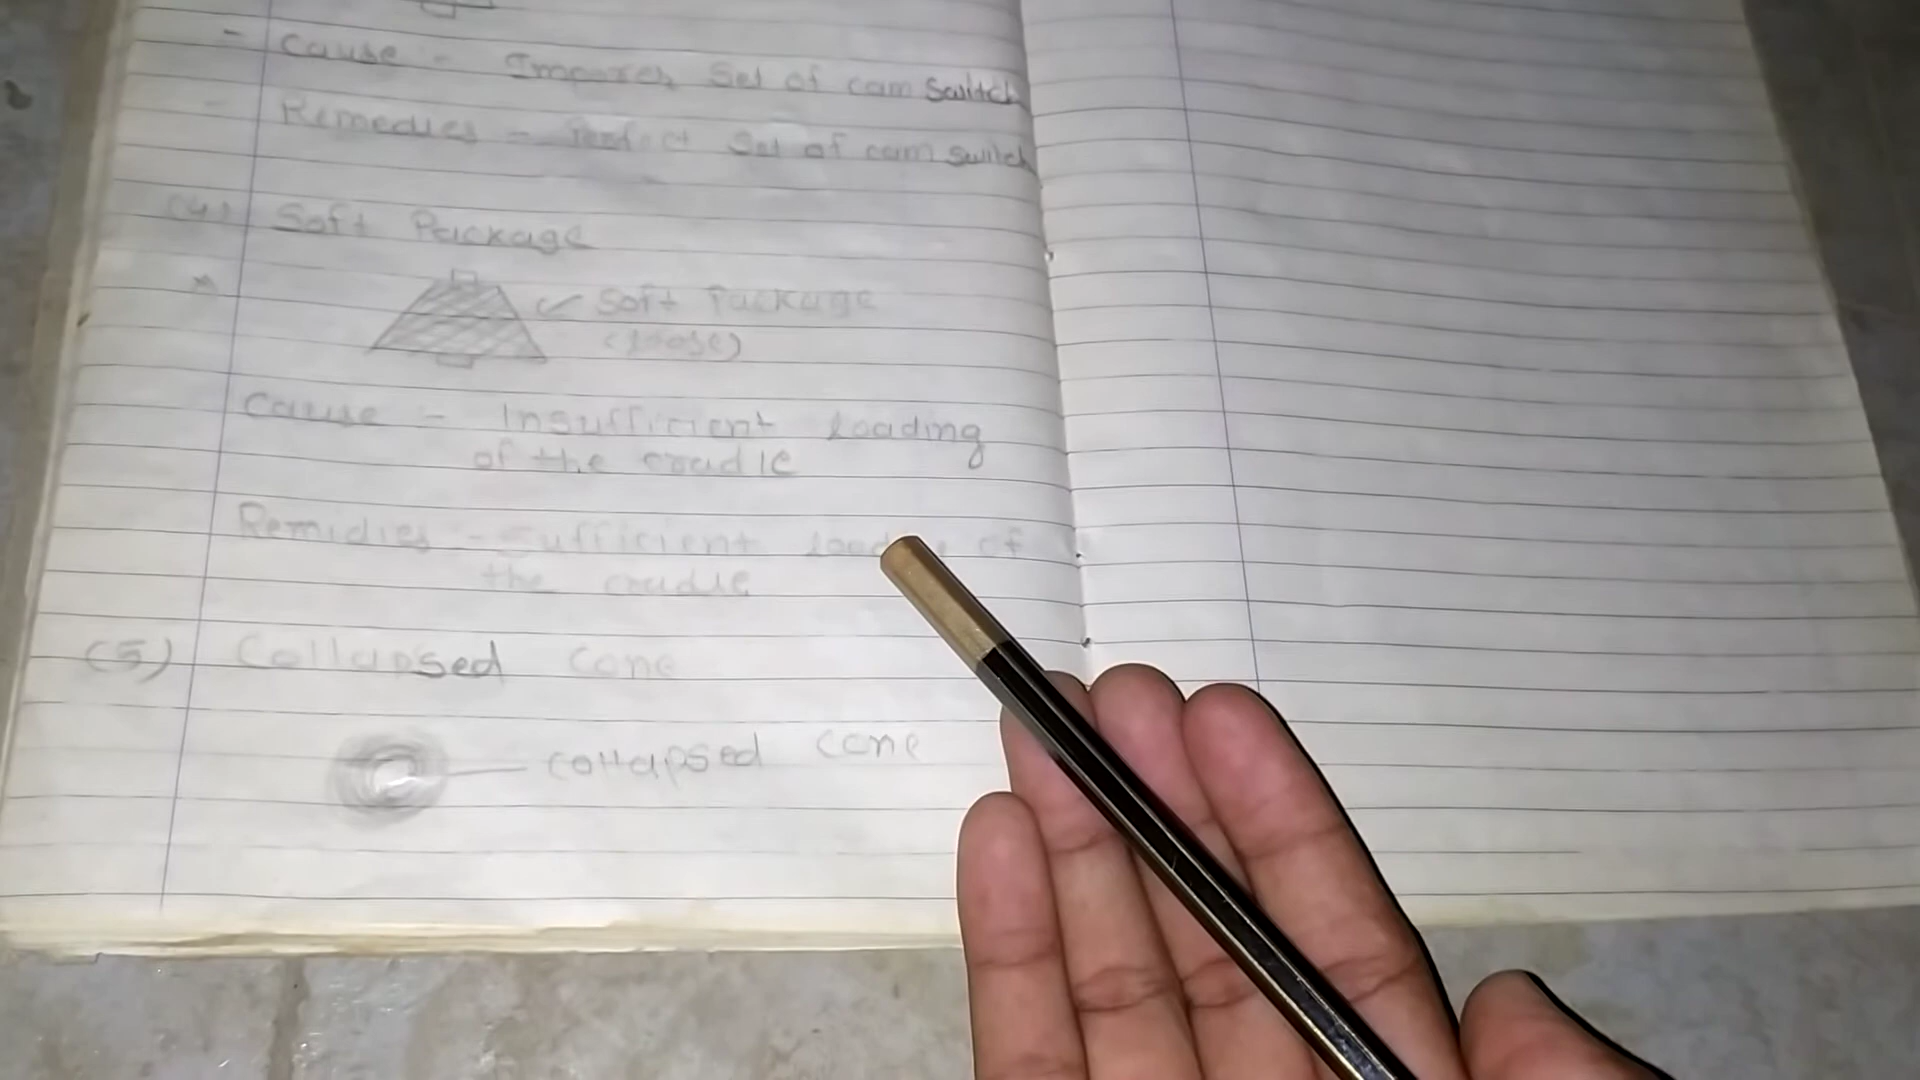 - Cause - Set of cam switch
- Remedies - Perfect Set of cam switch
(4) Soft Package
Soft Package
(loose)
Cause :- Insufficient Loading
of the cradle
Remidies - Sufficient of
the cradle
(5) Collapsed Cone
Collapsed Cone